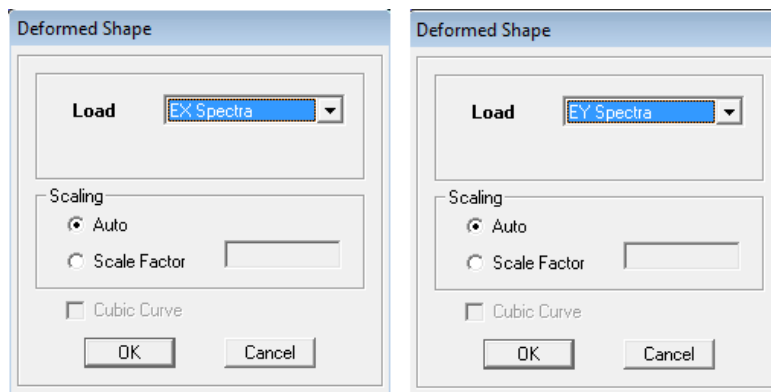 Deformed Shape
Load EX Spectra
Scaling
Auto
Scale Factor
Cubic Curve
OK Cancel
Deformed Shape
Load EY Spectra
Scaling
Auto
Scale Factor
Cubic Curve
OK Cancel